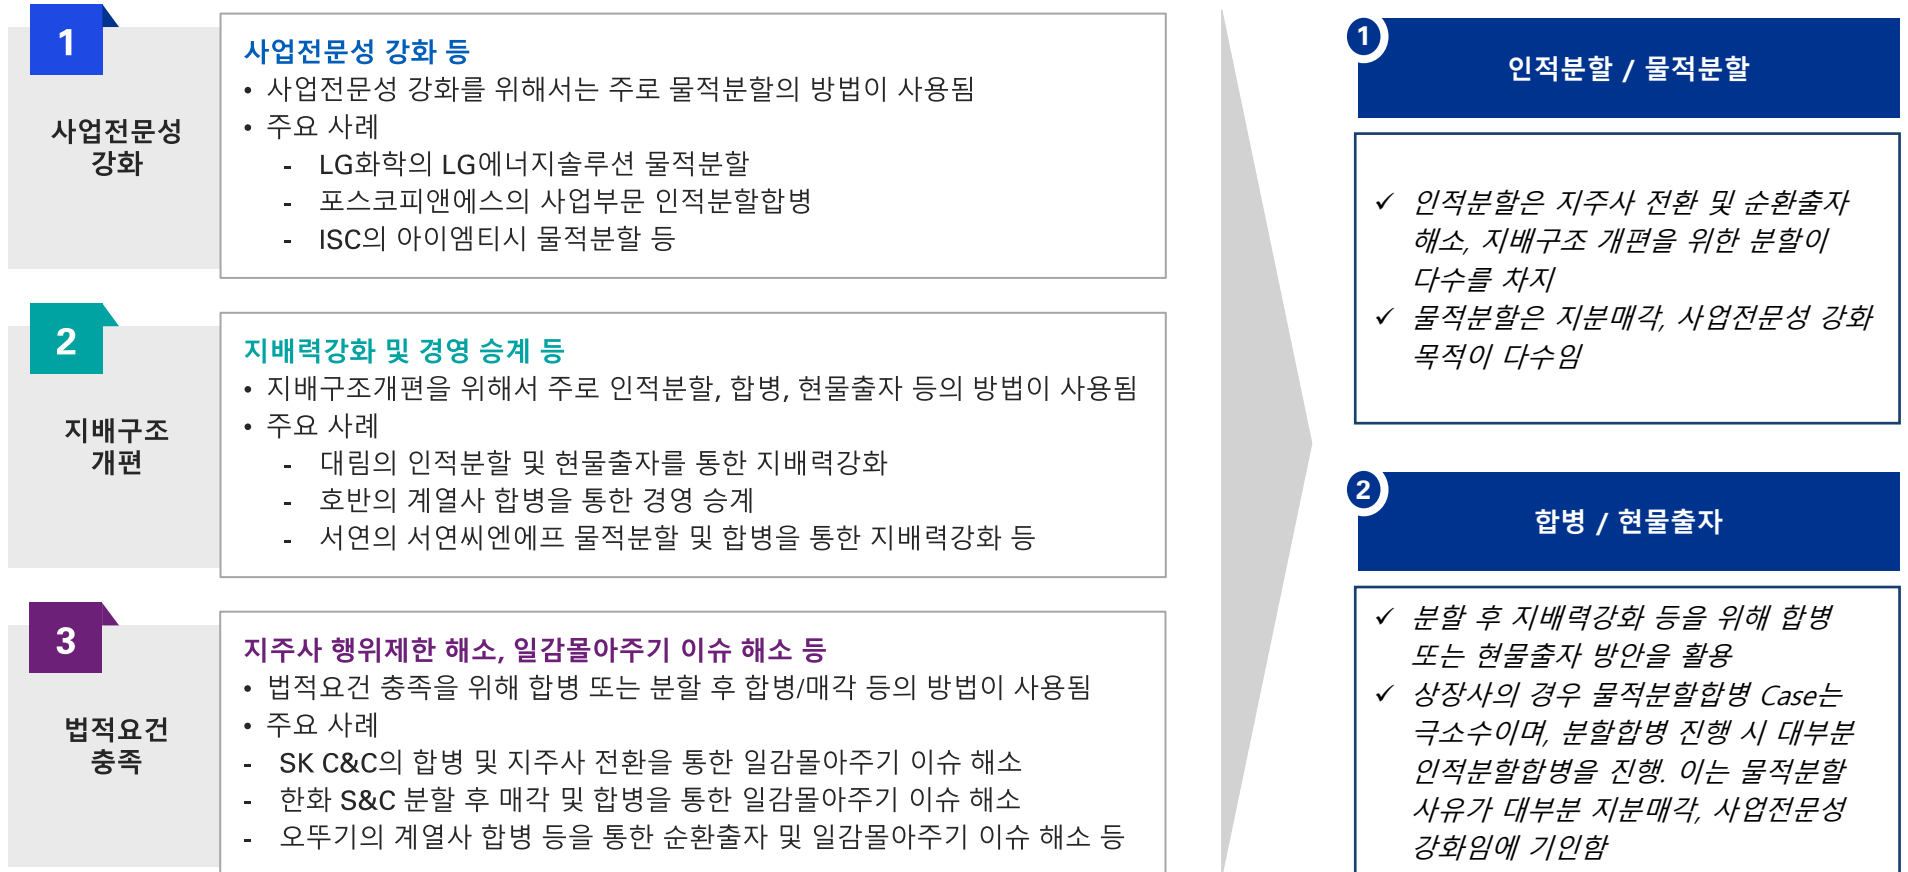 1
사업전문성
강화
사업전문성 강화 등
• 사업전문성 강화를 위해서는 주로 물적분할의 방법이 사용됨
• 주요 사례
- LG화학의 LG에너지솔루션 물적분할
- 포스코피앤에스의 사업부문 인적분할합병
- ISC의 아이엠티시 물적분할 등
2
지배구조
개편
지배력강화 및 경영 승계 등
• 지배구조개편을 위해서 주로 인적분할, 합병, 현물출자 등의 방법이 사용됨
• 주요 사례
- 대림의 인적분할 및 현물출자를 통한 지배력강화
- 호반의 계열사 합병을 통한 경영 승계
- 서연의 서연씨엔에프 물적분할 및 합병을 통한 지배력강화 등
3
법적요건
충족
지주사 행위제한 해소, 일감몰아주기 이슈 해소 등
• 법적요건 충족을 위해 합병 또는 분할 후 합병/매각 등의 방법이 사용됨
• 주요 사례
- SK C&C의 합병 및 지주사 전환을 통한 일감몰아주기 이슈 해소
- 한화 S&C 분할 후 매각 및 합병을 통한 일감몰아주기 이슈 해소
- 오뚜기의 계열사 합병 등을 통한 순환출자 및 일감몰아주기 이슈 해소 등
1
인적분할 / 물적분할
✓ 인적분할은 지주사 전환 및 순환출자
해소, 지배구조 개편을 위한 분할이
다수를 차지
✓ 물적분할은 지분매각, 사업전문성 강화
목적이 다수임
2
합병 / 현물출자
✓ 분할 후 지배력강화 등을 위해 합병
또는 현물출자 방안을 활용
✓ 상장사의 경우 물적분할합병 Case는
극소수이며, 분할합병 진행 시 대부분
인적분할합병을 진행. 이는 물적분할
사유가 대부분 지분매각, 사업전문성
강화임에 기인함